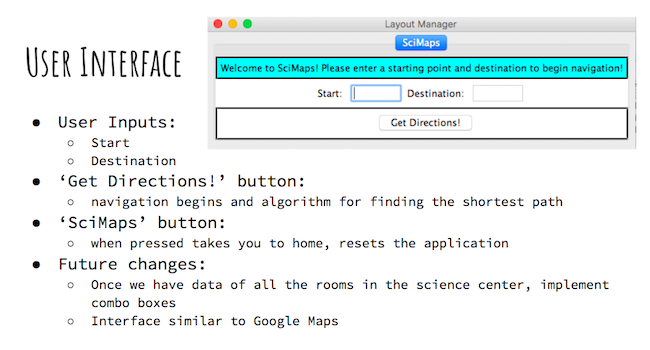 Layout Manager
SciMaps
Welcome to SciMaps! Please enter a starting point and destination to begin navigation!
Start: Destination:
Get Directions!
User Interface
● User Inputs:
○ Start
○ Destination
● ‘Get Directions!’ button:
○ navigation begins and algorithm for finding the shortest path
● ‘SciMaps’ button:
○ when pressed takes you to home, resets the application
● Future changes:
○ Once we have data of all the rooms in the science center, implement
combo boxes
○ Interface similar to Google Maps